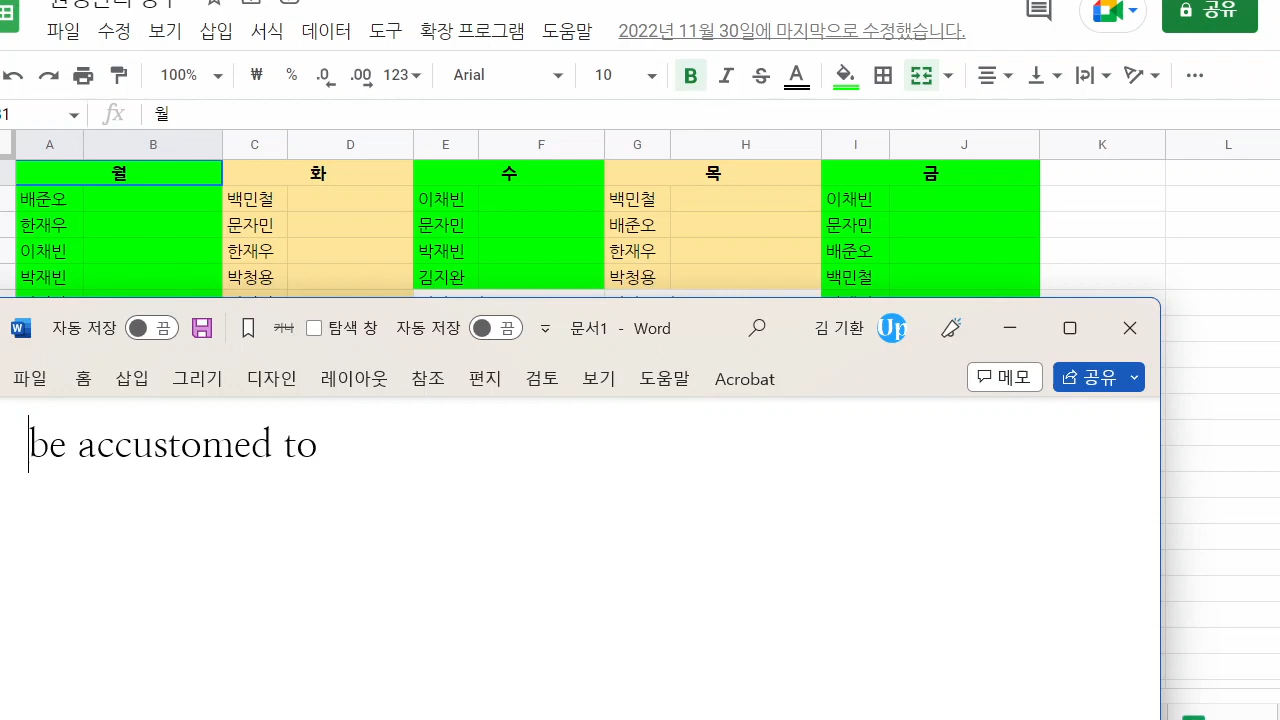 파일 수정 보기 삽입 서식 데이터 도구 확장 프로그램 도움말 2022년 11월 30일에 마지막으로 수정했습니다. 공유
100% ₩ % .0 .00 123 Arial 10 B I S A
월
A B C D E F G H I J K L
월 화 수 목 금
배준오 백민철 이채빈 백민철 이채빈
한재우 문자민 문자민 배준오 문자민
이채빈 한재우 박재빈 한재우 배준오
박재빈 박청용 김지완 박청용 백민철
자동 저장 끔 탐색 창 자동 저장 끔 문서1 - Word 김 기환 Up
파일 홈 삽입 그리기 디자인 레이아웃 참조 편지 검토 보기 도움말 Acrobat 메모 공유
be accustomed to